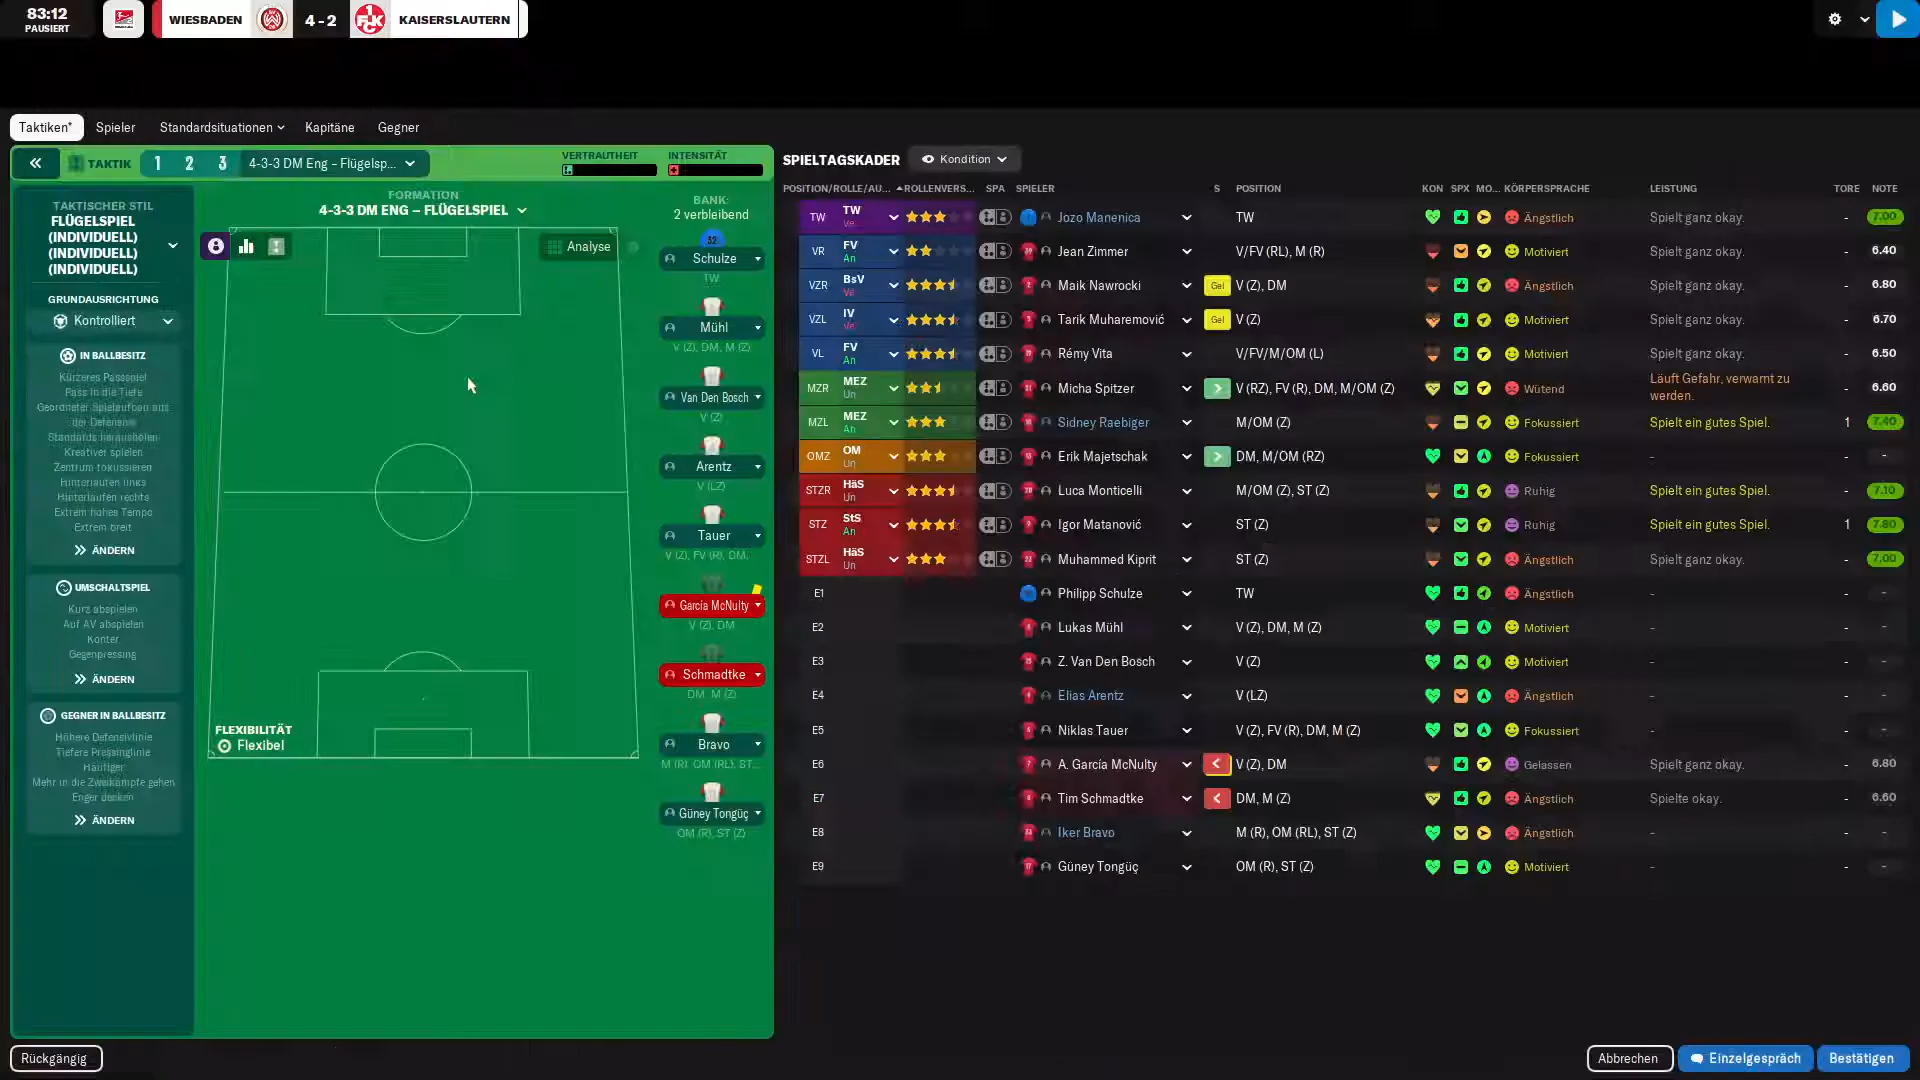 83:12
PAUSIERT
WIESBADEN
4 - 2
KAISERSLAUTERN
Taktiken*
Spieler
Standardsituationen
Kapitäne
Gegner
TAKTIK
1
2
3
4-3-3 DM Eng – Flügelsp...
VERTRAUTHEIT
INTENSITÄT
TAKTISCHER STIL
FLÜGELSPIEL
(INDIVIDUELL)
(INDIVIDUELL)
(INDIVIDUELL)
GRUNDAUSRICHTUNG
Kontrolliert
IN BALLBESITZ
Kürzeres Passspiel
Pass in die Tiefe
Geordneter Spielaufbau aus
der Defensive
Standards herausholen
Kreativer spielen
Zentrum fokussieren
Hinterlaufen links
Hinterlaufen rechts
Extrem hohes Tempo
Extrem breit
ÄNDERN
UMSCHALTSPIEL
Kurz abspielen
Auf AV abspielen
Konter
Gegenpressing
ÄNDERN
GEGNER IN BALLBESITZ
Höhere Defensivlinie
Tiefere Pressinglinie
Häufiger
Mehr in die Zweikämpfe gehen
Enger decken
ÄNDERN
FORMATION
4-3-3 DM ENG – FLÜGELSPIEL
Analyse
FLEXIBILITÄT
Flexibel
BANK:
2 verbleibend
32
Schulze
TW
Mühl
V (Z), DM, M (Z)
Van Den Bosch
V (Z)
Arentz
V (LZ)
Tauer
V (Z), FV (R), DM,
García McNulty
V (Z), DM
Schmadtke
DM, M (Z)
Bravo
M (R), OM (RL), ST...
Güney Tongüç
OM (R), ST (Z)
SPIELTAGSKADER
Kondition
POSITION/ROLLE/AU... ROLLENVERS... SPA SPIELER S POSITION KON SPX MO... KÖRPERSPRACHE LEISTUNG TORE NOTE
TW TW Ve Jozo Manenica TW Ängstlich Spielt ganz okay. - 7.00
VR FV An Jean Zimmer V/FV (RL), M (R) Motiviert Spielt ganz okay. - 6.40
VZR BsV Ve Maik Nawrocki Gel V (Z), DM Ängstlich Spielt ganz okay. - 6.80
VZL IV Ve Tarik Muharemović Gel V (Z) Motiviert Spielt ganz okay. - 6.70
VL FV An Rémy Vita V/FV/M/OM (L) Motiviert Spielt ganz okay. - 6.50
MZR MEZ Un Micha Spitzer V (RZ), FV (R), DM, M/OM (Z) Wütend Läuft Gefahr, verwarnt zu werden. - 6.60
MZL MEZ An Sidney Raebiger M/OM (Z) Fokussiert Spielt ein gutes Spiel. 1 7.40
OMZ OM Un Erik Majetschak DM, M/OM (RZ) Fokussiert - - -
STZR HäS Un Luca Monticelli M/OM (Z), ST (Z) Ruhig Spielt ein gutes Spiel. - 7.10
STZ StS An Igor Matanović ST (Z) Ruhig Spielt ein gutes Spiel. 1 7.80
STZL HäS Un Muhammed Kiprit ST (Z) Ängstlich Spielt ganz okay. - 7.00
E1 Philipp Schulze TW Ängstlich - - -
E2 Lukas Mühl V (Z), DM, M (Z) Motiviert - - -
E3 Z. Van Den Bosch V (Z) Motiviert - - -
E4 Elias Arentz V (LZ) Ängstlich - - -
E5 Niklas Tauer V (Z), FV (R), DM, M (Z) Fokussiert - - -
E6 A. García McNulty V (Z), DM Gelassen Spielt ganz okay. - 6.80
E7 Tim Schmadtke DM, M (Z) Ängstlich Spielte okay. - 6.60
E8 Iker Bravo M (R), OM (RL), ST (Z) Ängstlich - - -
E9 Güney Tongüç OM (R), ST (Z) Motiviert - - -
Rückgängig
Abbrechen
Einzelgespräch
Bestätigen